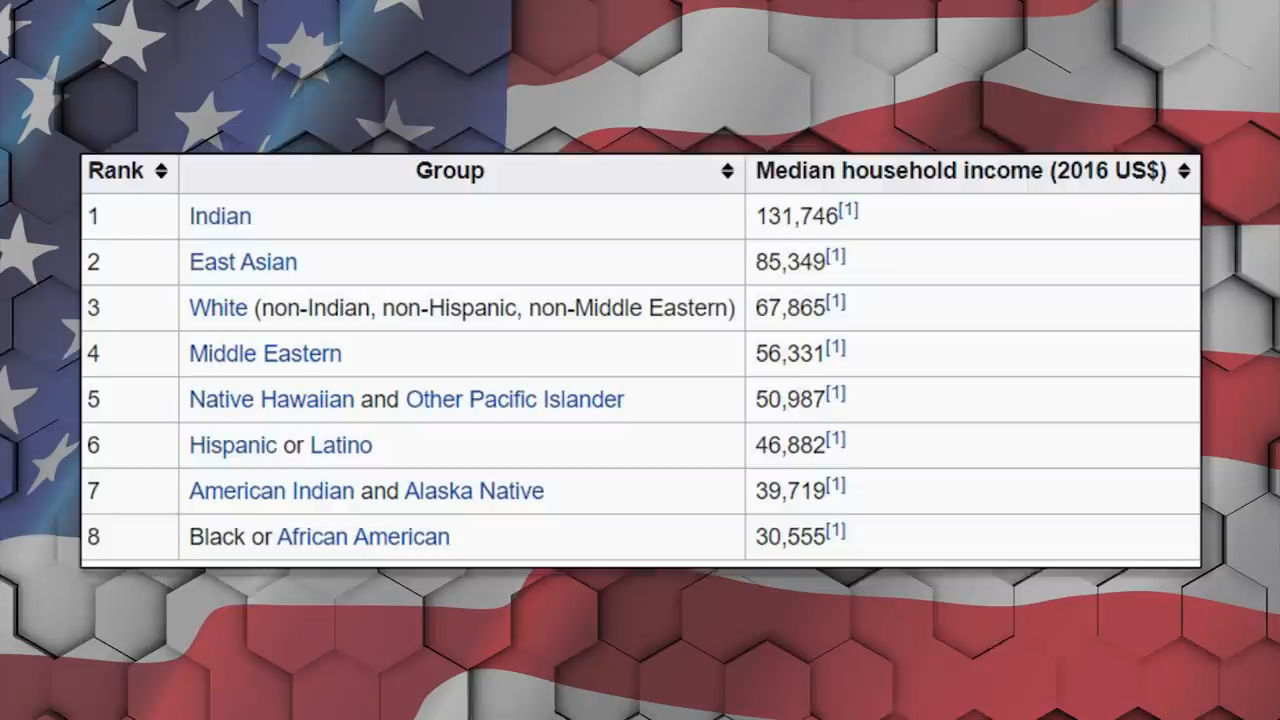 Rank Group Median household income (2016 US$)
1 Indian 131,746[1]
2 East Asian 85,349[1]
3 White (non-Indian, non-Hispanic, non-Middle Eastern) 67,865[1]
4 Middle Eastern 56,331[1]
5 Native Hawaiian and Other Pacific Islander 50,987[1]
6 Hispanic or Latino 46,882[1]
7 American Indian and Alaska Native 39,719[1]
8 Black or African American 30,555[1]